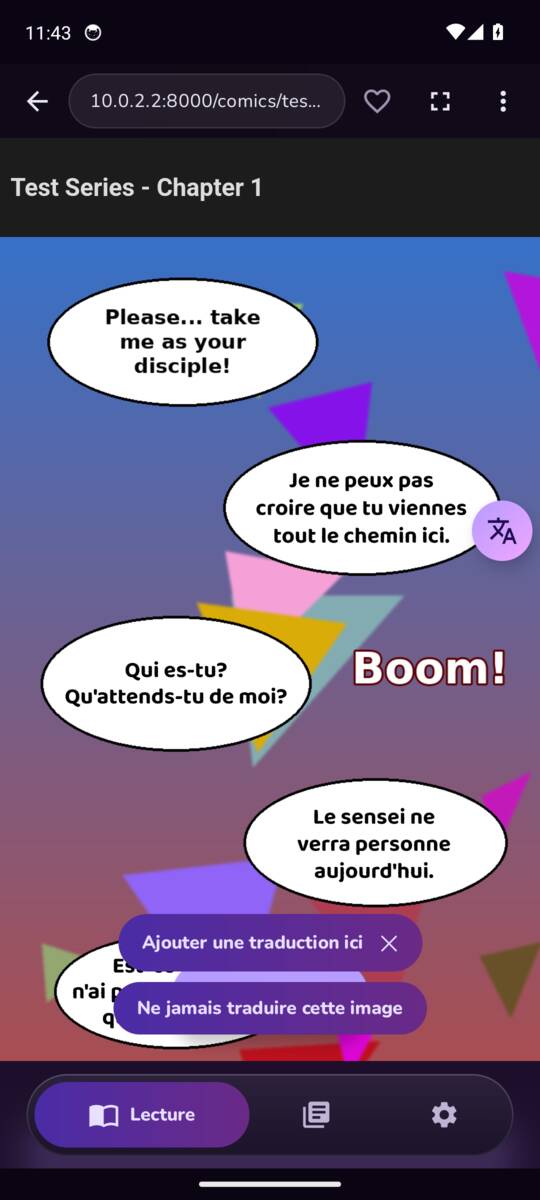 11:43
10.0.2.2:8000/comics/tes...
Test Series - Chapter 1
Please... take
me as your
disciple!
Je ne peux pas
croire que tu viennes
tout le chemin ici.
Qui es-tu?
Qu'attends-tu de moi?
Boom!
Le sensei ne
verra personne
aujourd'hui.
Ajouter une traduction ici
n'ai
Ne jamais traduire cette image
Lecture